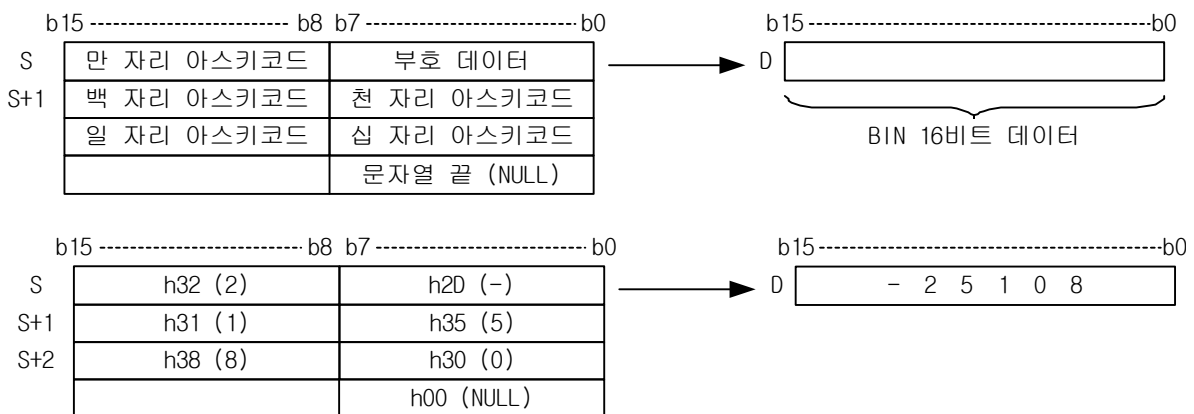 b15 ---------------------- b8 b7 ------------------------ b0 b15 ------------------------------------------ b0
S 만 자리 아스키코드 부호 데이터 D
S+1 백 자리 아스키코드 천 자리 아스키코드
일 자리 아스키코드 십 자리 아스키코드 BIN 16비트 데이터
문자열 끝 (NULL)
b15 ---------------------- b8 b7 ------------------------ b0 b15 ------------------------------------------ b0
S h32 (2) h2D (-) D - 2 5 1 0 8
S+1 h31 (1) h35 (5)
S+2 h38 (8) h30 (0)
h00 (NULL)